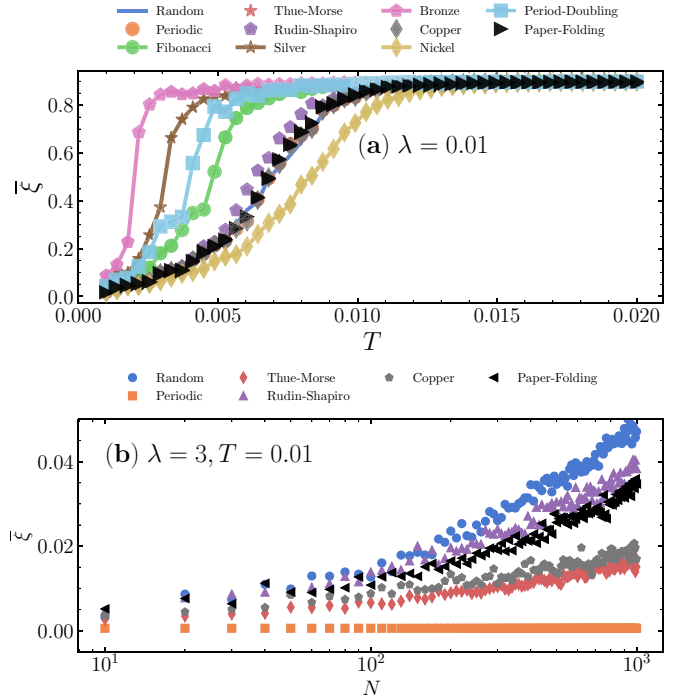 Random Thue-Morse Bronze Period-Doubling
Periodic Rudin-Shapiro Copper Paper-Folding
Fibonacci Silver Nickel
0.8
0.6
0.4
0.2
0.0
ξ̅
(a) λ = 0.01
0.000 0.005 0.010 0.015 0.020
T
Random Thue-Morse Copper Paper-Folding
Periodic Rudin-Shapiro
(b) λ = 3, T = 0.01
0.04
0.02
0.00
ξ̅
10¹ 10² 10³
N